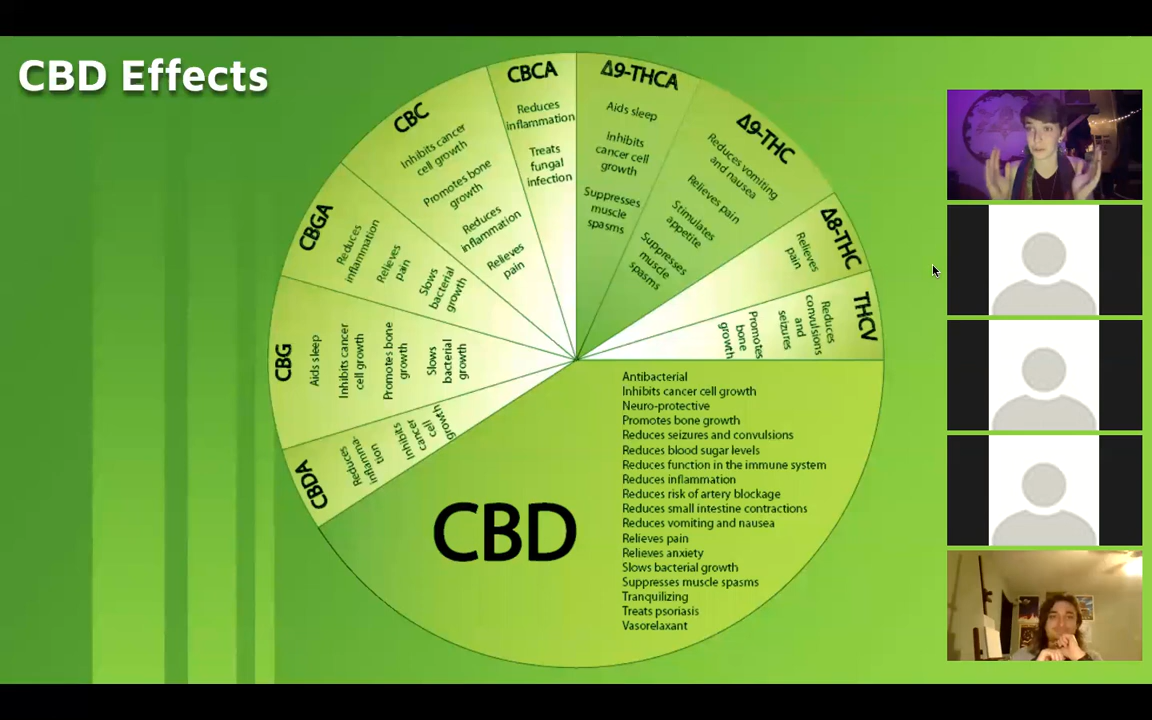 CBD Effects
CBCA
Reduces
inflammation
Treats
fungal
infection
Δ9-THCA
Aids sleep
Inhibits
cancer cell
growth
Suppresses
muscle
spasms
Δ9-THC
Reduces vomiting
and nausea
Relieves pain
Stimulates
appetite
Suppresses
muscle
spasms
Δ8-THC
Relieves
pain
THCV
Reduces
convulsions
and
seizures
Promotes
bone
growth
CBC
Inhibits cancer
cell growth
Promotes bone
growth
Reduces
inflammation
Relieves
pain
CBGA
Reduces
inflammation
Relieves
pain
Slows
bacterial
growth
CBG
Aids sleep
Inhibits cancer
cell growth
Promotes bone
growth
Slows
bacterial
growth
CBDA
Reduces
inflamma-
tion
Inhibits
cancer
cell
growth
CBD
Antibacterial
Inhibits cancer cell growth
Neuro-protective
Promotes bone growth
Reduces seizures and convulsions
Reduces blood sugar levels
Reduces function in the immune system
Reduces inflammation
Reduces risk of artery blockage
Reduces small intestine contractions
Reduces vomiting and nausea
Relieves pain
Relieves anxiety
Slows bacterial growth
Suppresses muscle spasms
Tranquilizing
Treats psoriasis
Vasorelaxant